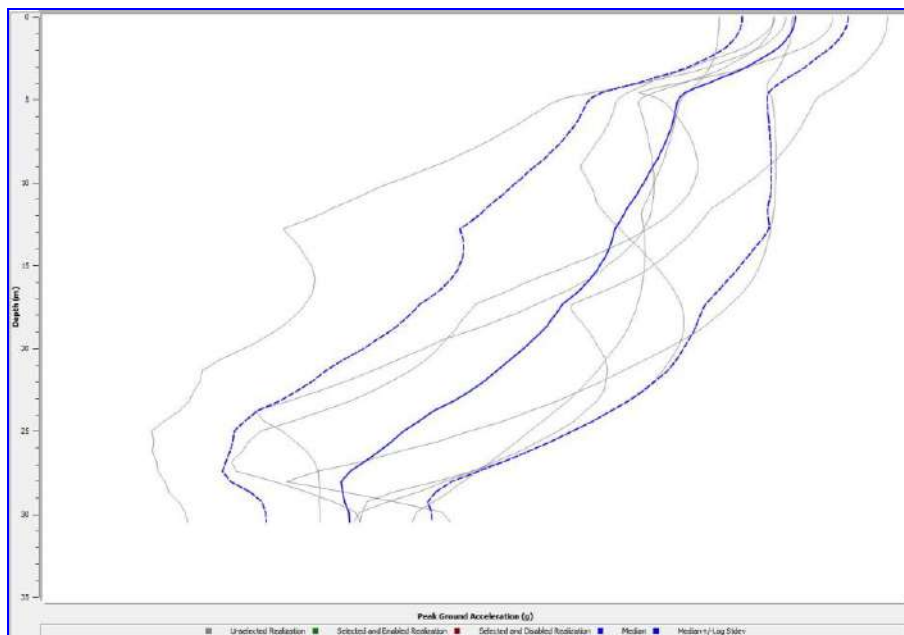 0
5
10
15
20
25
30
35
Depth (m)
Peak Ground Acceleration (g)
Unselected Realization Selected and Enabled Realization Selected and Disabled Realization Median Median+/-Log Stdev